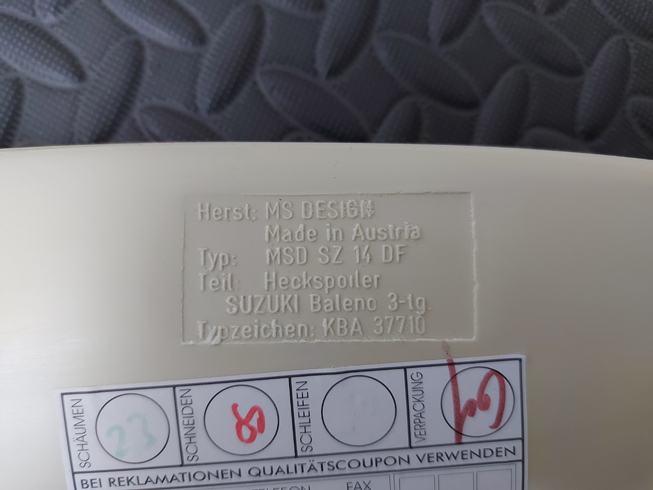 Herst: MS DESIGN
Made in Austria
Typ: MSD SZ 14 DF
Teil: Heckspoiler
SUZUKI Baleno 3-tg.
Typzeichen: KBA 37710
SCHÄUMEN
23
SCHNEIDEN
SCHLEIFEN
VERPACKUNG
BEI REKLAMATIONEN QUALITÄTSCOUPON VERWENDEN
TELEFON FAX